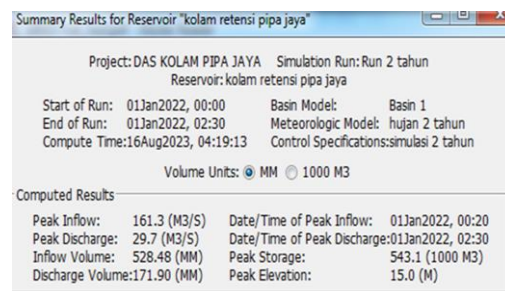 Summary Results for Reservoir "kolam retensi pipa jaya"
Project: DAS KOLAM PIPA JAYA Simulation Run: Run 2 tahun
Reservoir: kolam retensi pipa jaya
Start of Run: 01Jan2022, 00:00 Basin Model: Basin 1
End of Run: 01Jan2022, 02:30 Meteorologic Model: hujan 2 tahun
Compute Time:16Aug2023, 04:19:13 Control Specifications:simulasi 2 tahun
Volume Units: MM 1000 M3
Computed Results
Peak Inflow: 161.3 (M3/S) Date/Time of Peak Inflow: 01Jan2022, 00:20
Peak Discharge: 29.7 (M3/S) Date/Time of Peak Discharge:01Jan2022, 02:30
Inflow Volume: 528.48 (MM) Peak Storage: 543.1 (1000 M3)
Discharge Volume:171.90 (MM) Peak Elevation: 15.0 (M)